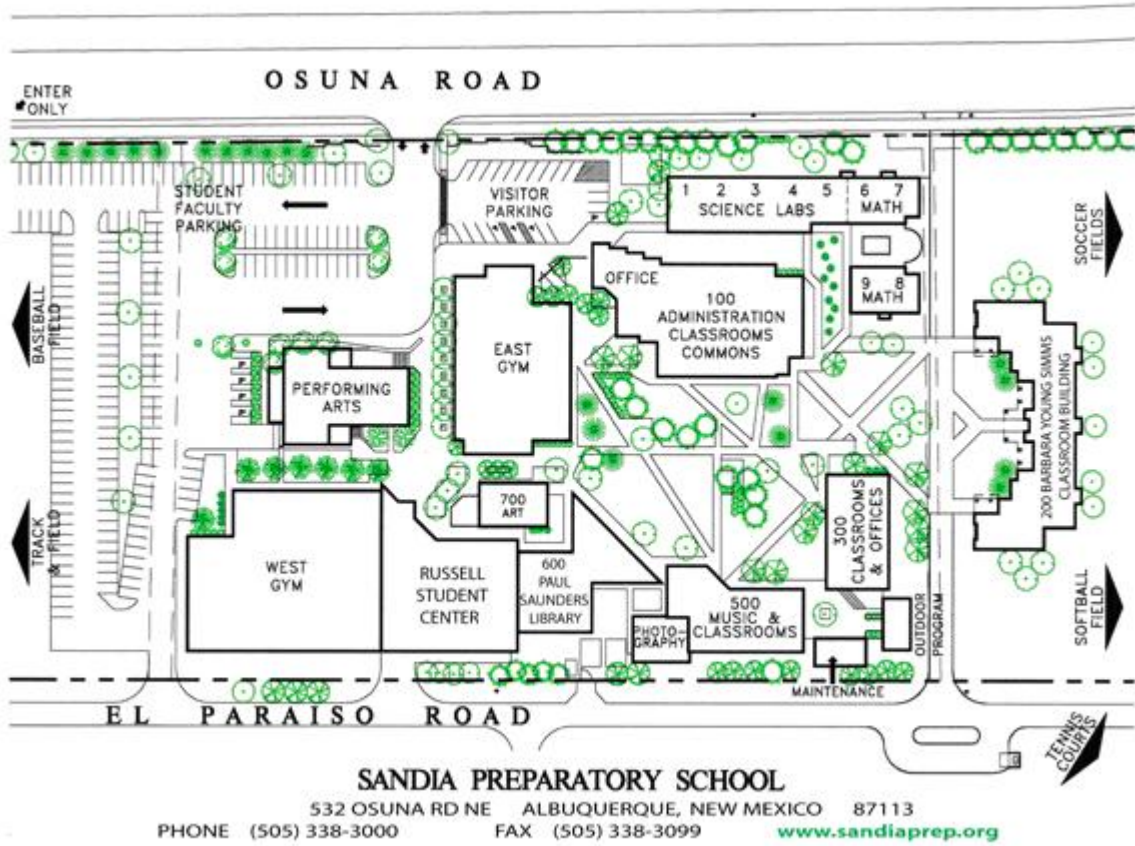 OSUNA ROAD
ENTER
ONLY
STUDENT
FACULTY
PARKING
VISITOR
PARKING
1 2 3 4 5 6 7
SCIENCE LABS MATH
SOCCER
FIELDS
OFFICE
9 8
MATH
100
ADMINISTRATION
CLASSROOMS
COMMONS
BASEBALL
FIELD
EAST
GYM
PERFORMING
ARTS
200 BARBARA YOUNG SIMMS
CLASSROOM BUILDING
700
ART
300
CLASSROOMS
& OFFICES
TRACK
& FIELD
WEST
GYM
RUSSELL
STUDENT
CENTER
600
PAUL
SAUNDERS
LIBRARY
500
MUSIC &
CLASSROOMS
PHOTO-
GRAPHY
OUTDOOR
PROGRAM
SOFTBALL
FIELD
MAINTENANCE
EL PARAISO ROAD
TENNIS
COURTS
SANDIA PREPARATORY SCHOOL
532 OSUNA RD NE ALBUQUERQUE, NEW MEXICO 87113
PHONE (505) 338-3000 FAX (505) 338-3099 www.sandiaprep.org